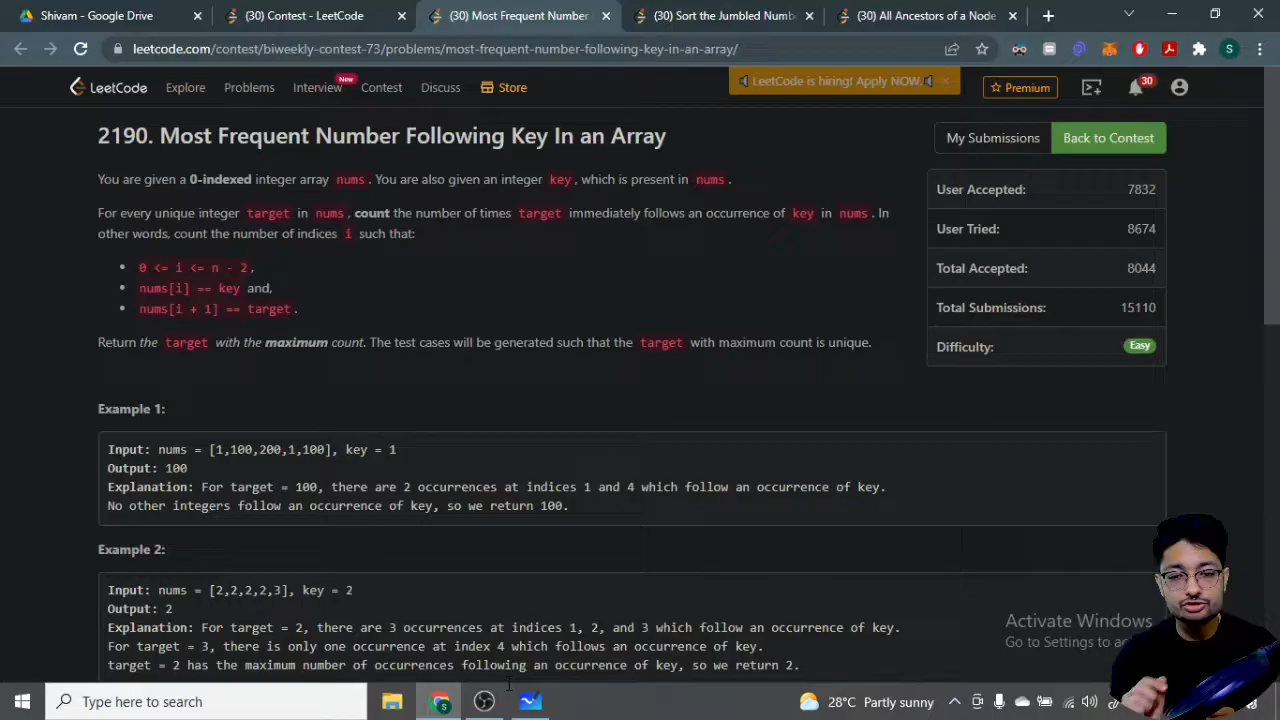 Shivam - Google Drive
(30) Contest - LeetCode
(30) Most Frequent Number
(30) Sort the Jumbled Numb
(30) All Ancestors of a Node
leetcode.com/contest/biweekly-contest-73/problems/most-frequent-number-following-key-in-an-array/
S
LeetCode
Explore
Problems
Interview
New
Contest
Discuss
Store
LeetCode is hiring! Apply NOW.
Premium
30
2190. Most Frequent Number Following Key In an Array
My Submissions
Back to Contest
You are given a 0-indexed integer array nums. You are also given an integer key, which is present in nums.
For every unique integer target in nums, count the number of times target immediately follows an occurrence of key in nums. In
other words, count the number of indices i such that:
0 <= i <= n - 2,
nums[i] == key and,
nums[i + 1] == target.
Return the target with the maximum count. The test cases will be generated such that the target with maximum count is unique.
User Accepted: 7832
User Tried: 8674
Total Accepted: 8044
Total Submissions: 15110
Difficulty: Easy
Example 1:
Input: nums = [1,100,200,1,100], key = 1
Output: 100
Explanation: For target = 100, there are 2 occurrences at indices 1 and 4 which follow an occurrence of key.
No other integers follow an occurrence of key, so we return 100.
Example 2:
Input: nums = [2,2,2,2,3], key = 2
Output: 2
Explanation: For target = 2, there are 3 occurrences at indices 1, 2, and 3 which follow an occurrence of key.
For target = 3, there is only one occurrence at index 4 which follows an occurrence of key.
target = 2 has the maximum number of occurrences following an occurrence of key, so we return 2.
Activate Windows
Go to Settings to
Type here to search
28°C Partly sunny